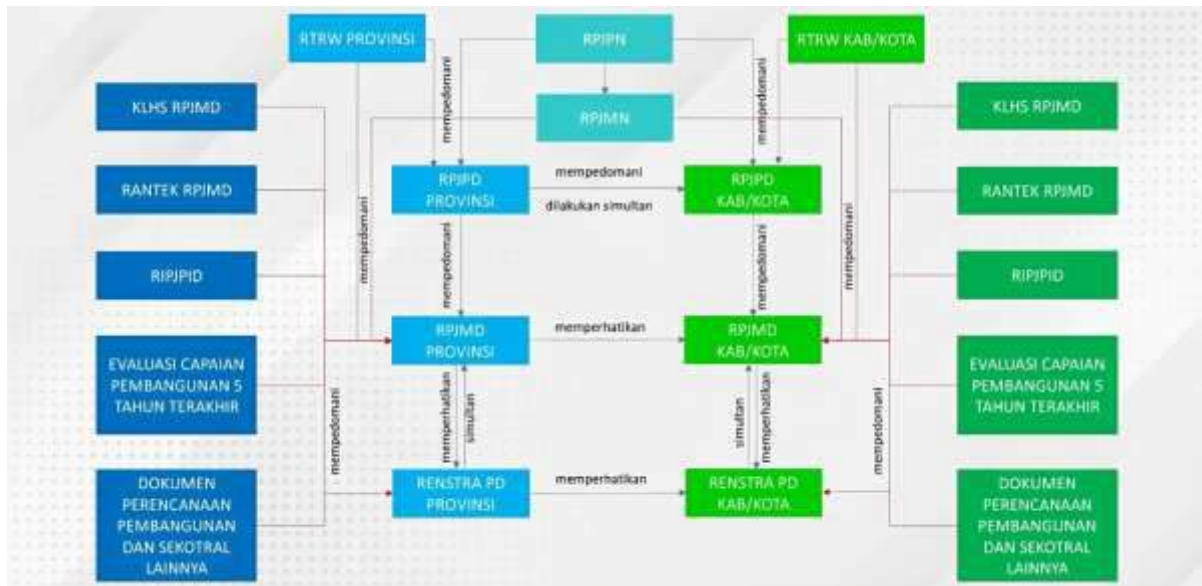 RTRW PROVINSI
RPJPN
RTRW KAB/KOTA
KLHS RPJMD
RPJMN
KLHS RPJMD
mempedomani
mempedomani
RANTEK RPJMD
RPJPD
PROVINSI
mempedomani
dilakukan simultan
RPJPD
KAB/KOTA
RANTEK RPJMD
mempedomani
mempedomani
mempedomani
mempedomani
RIPJPID
RIPJPID
RPJMD
PROVINSI
memperhatikan
RPJMD
KAB/KOTA
EVALUASI CAPAIAN
PEMBANGUNAN 5
TAHUN TERAKHIR
EVALUASI CAPAIAN
PEMBANGUNAN 5
TAHUN TERAKHIR
mempedomani
memperhatikan
simultan
simultan
memperhatikan
mempedomani
RENSTRA PD
PROVINSI
memperhatikan
RENSTRA PD
KAB/KOTA
DOKUMEN
PERENCANAAN
PEMBANGUNAN
DAN SEKOTRAL
LAINNYA
DOKUMEN
PERENCANAAN
PEMBANGUNAN
DAN SEKOTRAL
LAINNYA